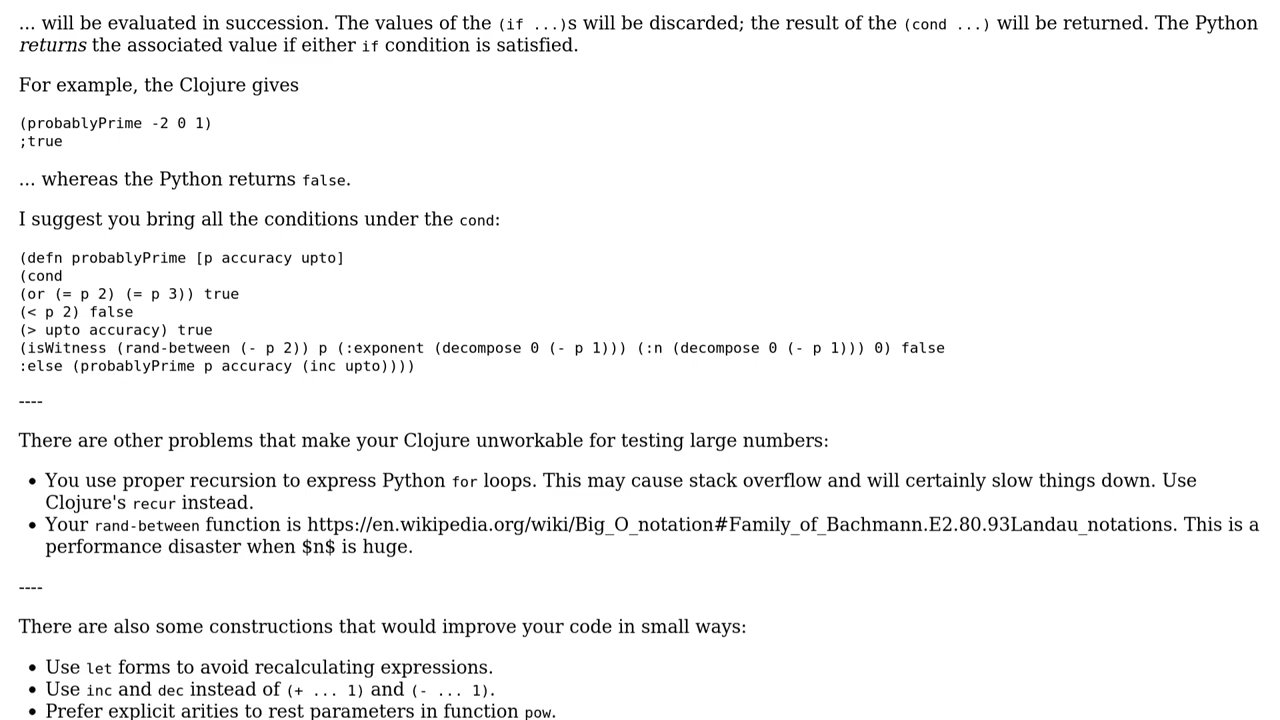 ... will be evaluated in succession. The values of the (if ...)s will be discarded; the result of the (cond ...) will be returned. The Python
returns the associated value if either if condition is satisfied.
For example, the Clojure gives
(probablyPrime -2 0 1)
;true
... whereas the Python returns false.
I suggest you bring all the conditions under the cond:
(defn probablyPrime [p accuracy upto]
(cond
(or (= p 2) (= p 3)) true
(< p 2) false
(> upto accuracy) true
(isWitness (rand-between (- p 2)) p (:exponent (decompose 0 (- p 1))) (:n (decompose 0 (- p 1))) 0) false
:else (probablyPrime p accuracy (inc upto))))
----
There are other problems that make your Clojure unworkable for testing large numbers:
• You use proper recursion to express Python for loops. This may cause stack overflow and will certainly slow things down. Use
Clojure's recur instead.
• Your rand-between function is https://en.wikipedia.org/wiki/Big_O_notation#Family_of_Bachmann.E2.80.93Landau_notations. This is a
performance disaster when $n$ is huge.
----
There are also some constructions that would improve your code in small ways:
• Use let forms to avoid recalculating expressions.
• Use inc and dec instead of (+ ... 1) and (- ... 1).
• Prefer explicit arities to rest parameters in function pow.